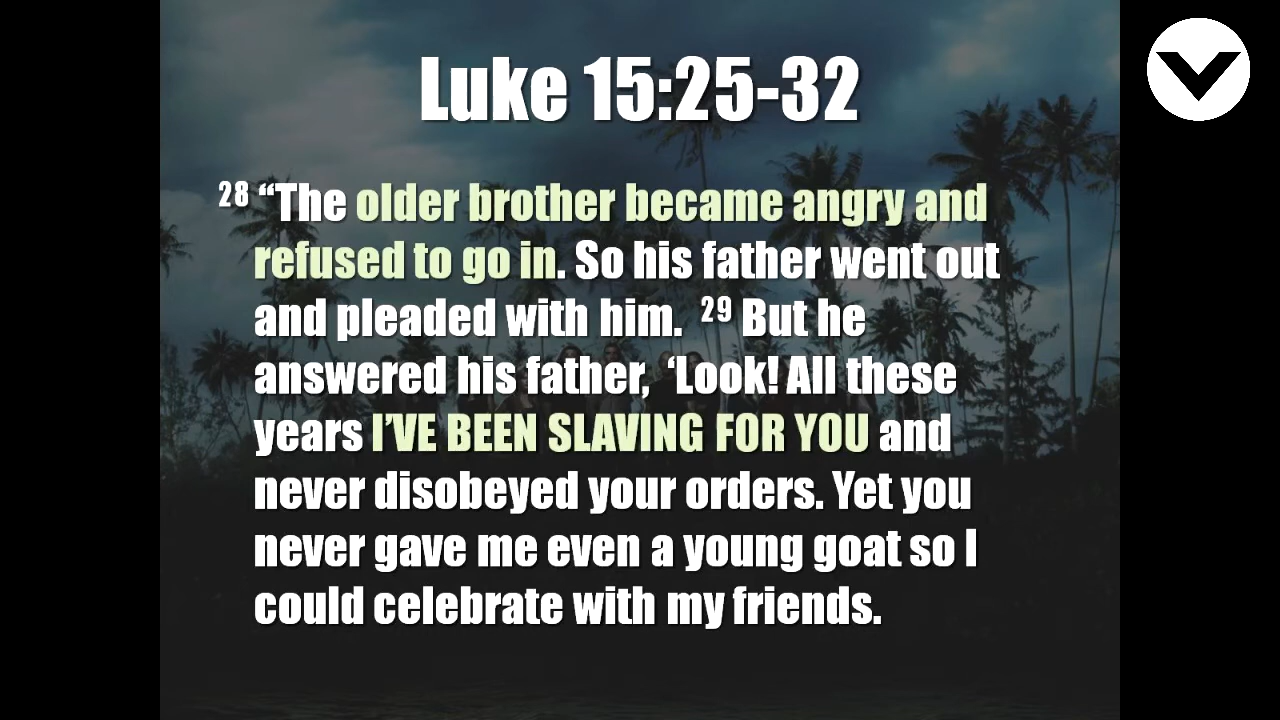 Luke 15:25-32
28 “The older brother became angry and
refused to go in. So his father went out
and pleaded with him. 29 But he
answered his father, ‘Look! All these
years I’VE BEEN SLAVING FOR YOU and
never disobeyed your orders. Yet you
never gave me even a young goat so I
could celebrate with my friends.